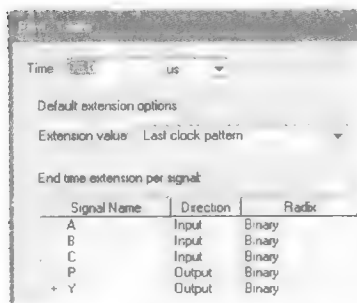 Time us
Default extension options
Extension value: Last clock pattern
End time extension per signal:
Signal Name Direction Radix
A Input Binary
B Input Binary
C Input Binary
P Output Binary
+ Y Output Binary